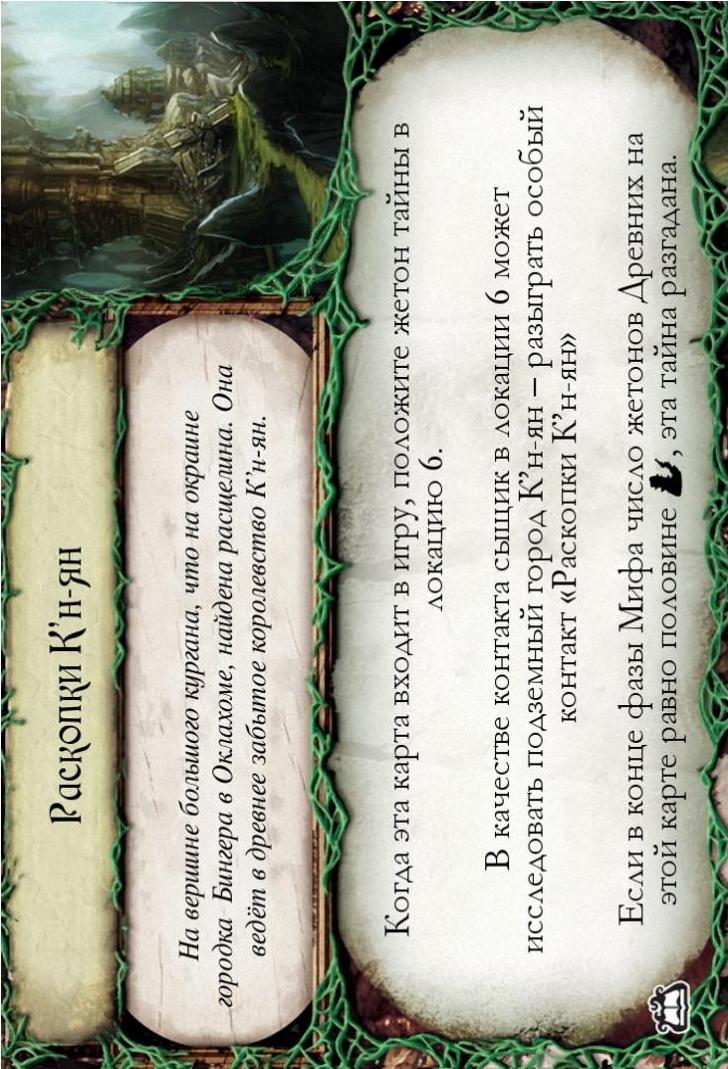 Раскопки К’н-ян
На вершине большого кургана, что на окраине
городка Бингера в Оклахоме, найдена расщелина. Она
ведёт в древнее забытое королевство К’н-ян.
Когда эта карта входит в игру, положите жетон тайны в
локацию 6.
В качестве контакта сыщик в локации 6 может
исследовать подземный город К’н-ян – разыграть особый
контакт «Раскопки К’н-ян»
Если в конце фазы Мифа число жетонов Древних на
этой карте равно половине , эта тайна разгадана.